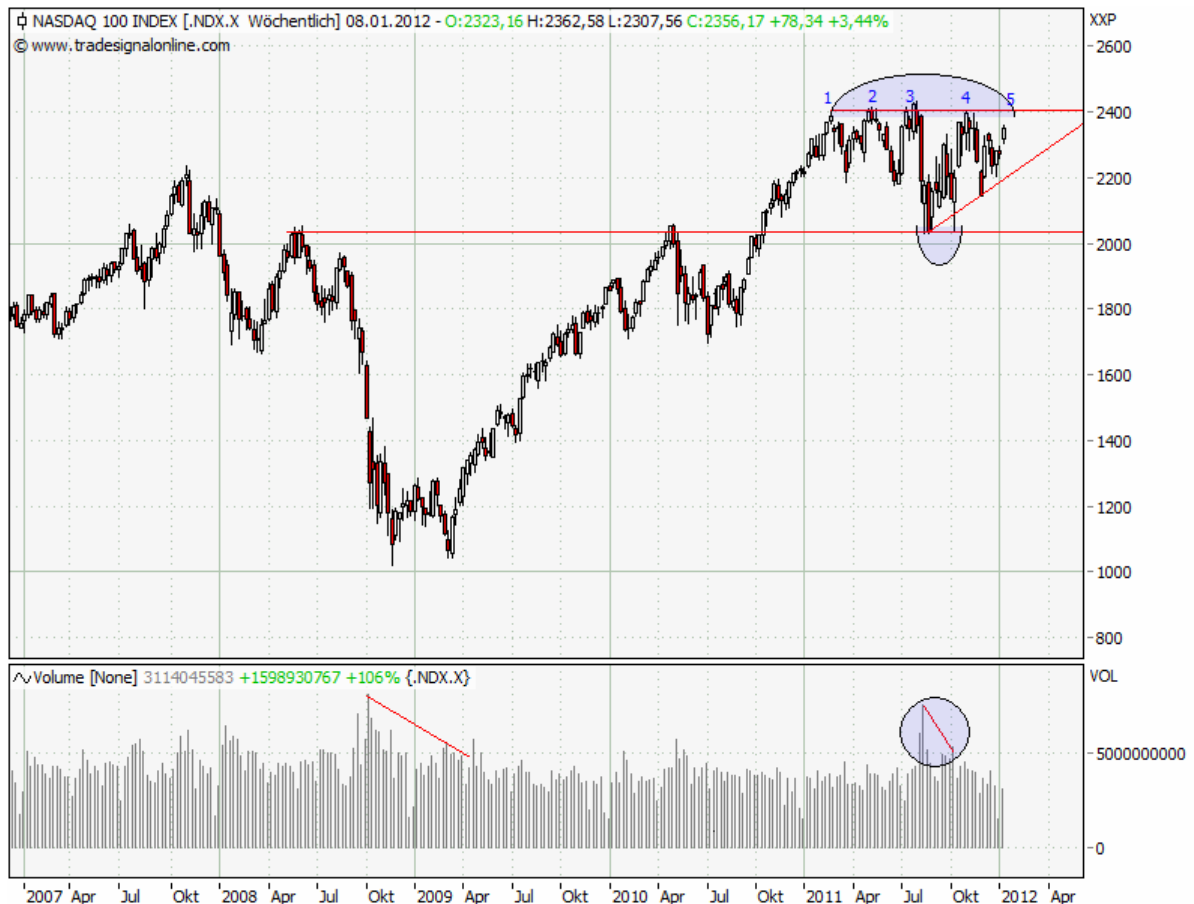 NASDAQ 100 INDEX [.NDX.X Wöchentlich] 08.01.2012 - O:2323,16 H:2362,58 L:2307,56 C:2356,17 +78,34 +3,44%
XXP
© www.tradesignalonline.com
2600
1 2 3 4 5
2400
2200
2000
1800
1600
1400
1200
1000
800
Volume [None] 3114045583 +1598930767 +106% {.NDX.X}
VOL
5000000000
0
2007 Apr Jul Okt 2008 Apr Jul Okt 2009 Apr Jul Okt 2010 Apr Jul Okt 2011 Apr Jul Okt 2012 Apr